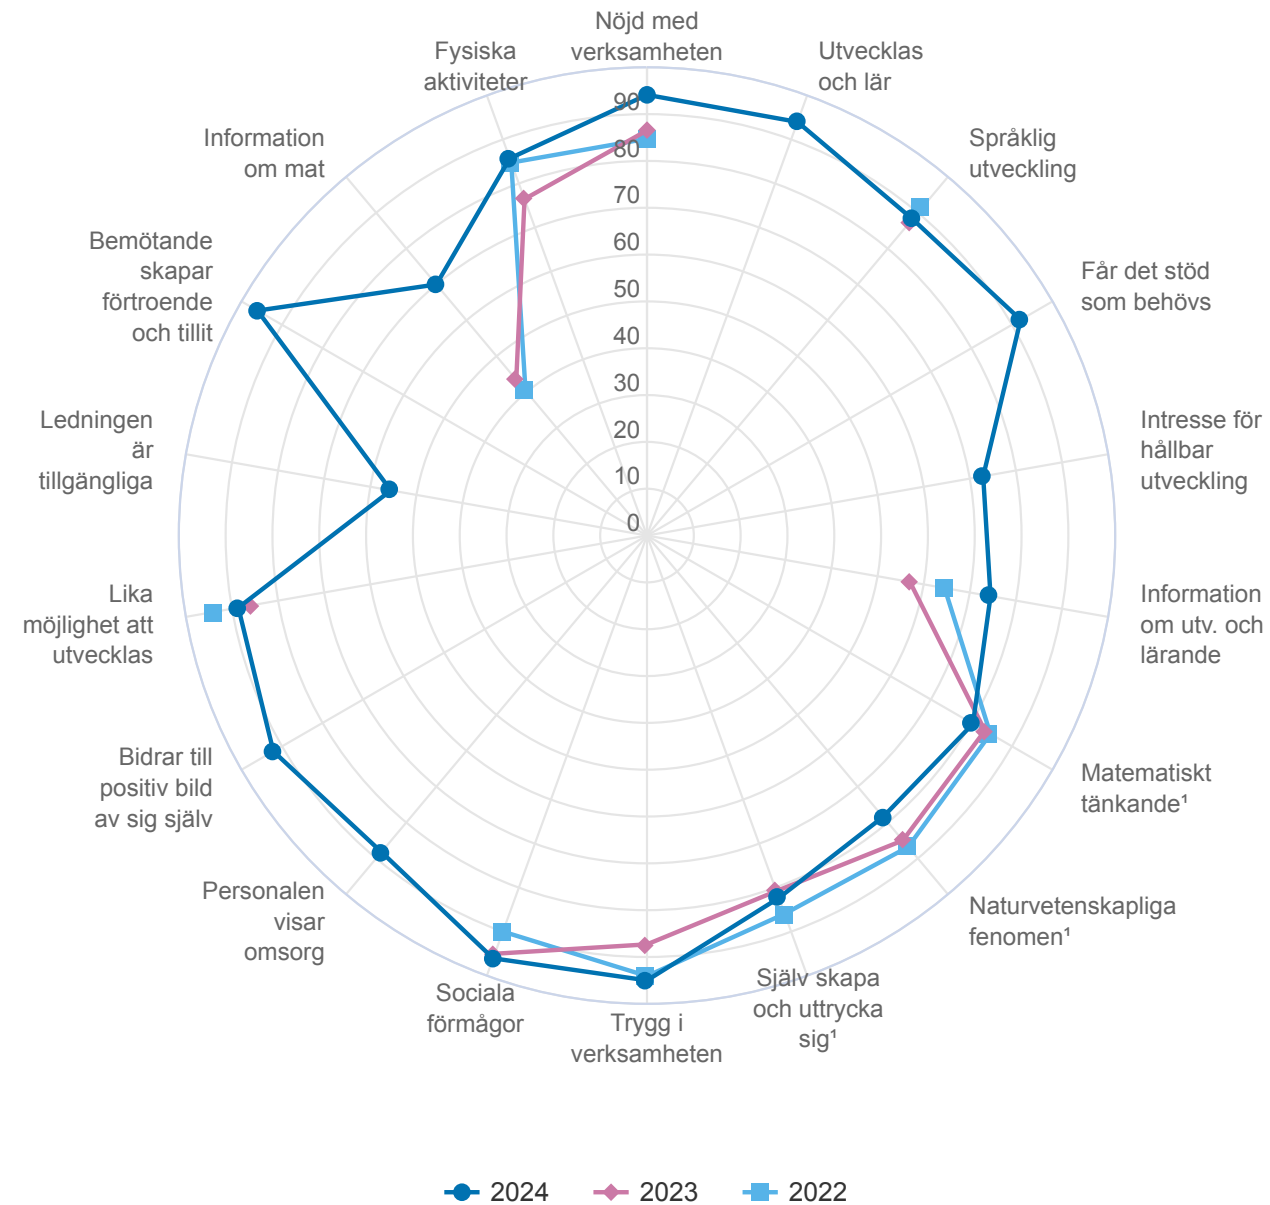 Nöjd med
verksamheten
Utvecklas
och lär
Språklig
utveckling
Får det stöd
som behövs
Intresse för
hållbar
utveckling
Information
om utv. och
lärande
Matematiskt
tänkande¹
Naturvetenskapliga
fenomen¹
Själv skapa
och uttrycka
sig¹
Trygg i
verksamheten
Sociala
förmågor
Personalen
visar
omsorg
Bidrar till
positiv bild
av sig själv
Lika
möjlighet att
utvecklas
Ledningen
är
tillgängliga
Bemötande
skapar
förtroende
och tillit
Information
om mat
Fysiska
aktiviteter
90
80
70
60
50
40
30
20
10
0
2024
2023
2022